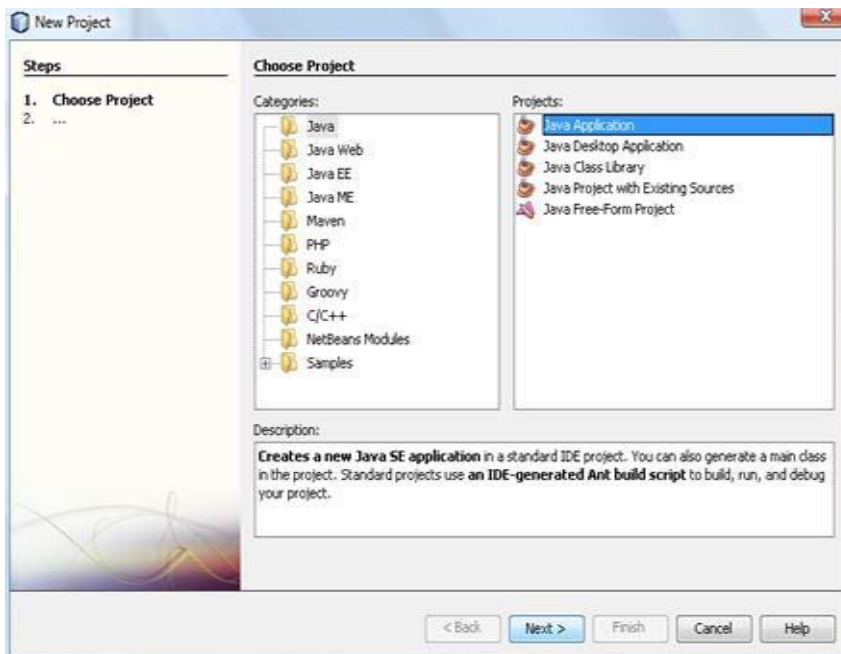 New Project
Steps
1. Choose Project
2. ...
Choose Project
Categories:
Java
Java Web
Java EE
Java ME
Maven
PHP
Ruby
Groovy
C/C++
NetBeans Modules
Samples
Projects:
Java Application
Java Desktop Application
Java Class Library
Java Project with Existing Sources
Java Free-Form Project
Description:
Creates a new Java SE application in a standard IDE project. You can also generate a main class
in the project. Standard projects use an IDE-generated Ant build script to build, run, and debug
your project.
< Back
Next >
Finish
Cancel
Help